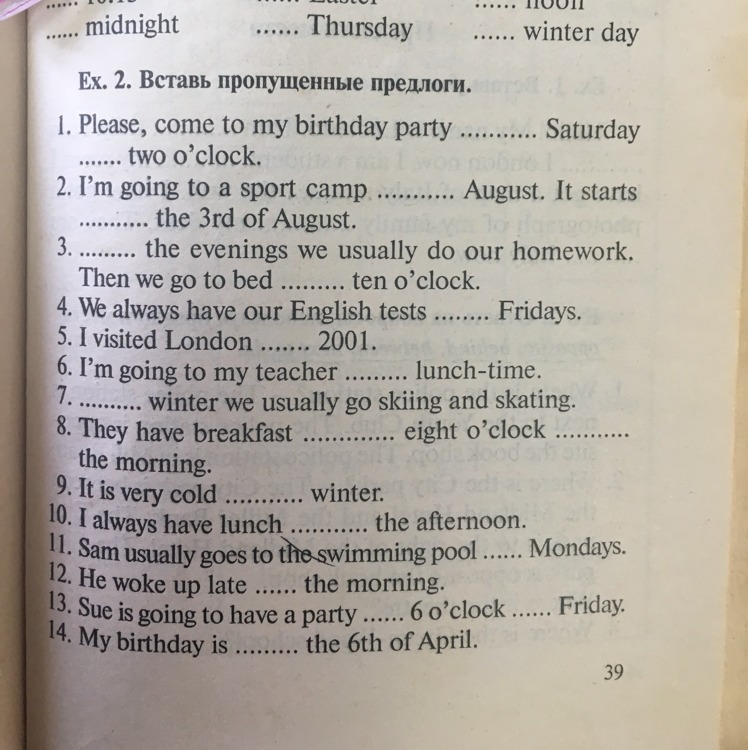 ...... Easter ...... noon
...... midnight ...... Thursday ...... winter day
Ex. 2. Вставь пропущенные предлоги.
1. Please, come to my birthday party ........... Saturday
....... two o’clock.
2. I’m going to a sport camp ........... August. It starts
........... the 3rd of August.
3. ......... the evenings we usually do our homework.
Then we go to bed ......... ten o’clock.
4. We always have our English tests ........ Fridays.
5. I visited London ....... 2001.
6. I’m going to my teacher ......... lunch-time.
7. .......... winter we usually go skiing and skating.
8. They have breakfast ............. eight o’clock ...........
the morning.
9. It is very cold ........... winter.
10. I always have lunch ........... the afternoon.
11. Sam usually goes to the swimming pool ...... Mondays.
12. He woke up late ...... the morning.
13. Sue is going to have a party ...... 6 o’clock ...... Friday.
14. My birthday is ......... the 6th of April.
39